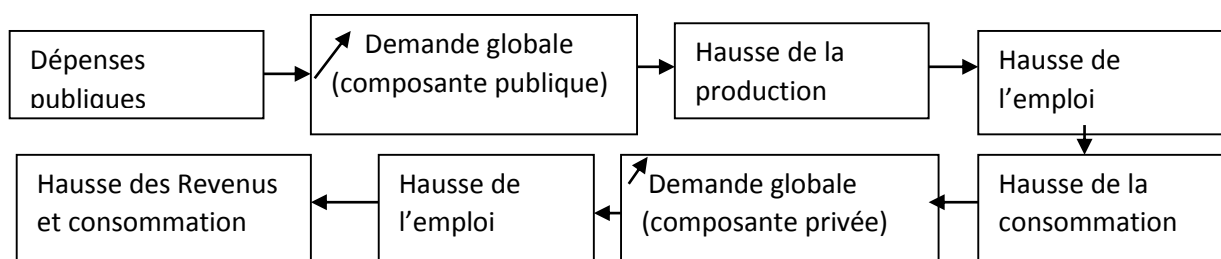 Dépenses
publiques
Demande globale
(composante publique)
Hausse de la
production
Hausse de
l'emploi
Hausse des Revenus
et consommation
Hausse de
l'emploi
Demande globale
(composante privée)
Hausse de la
consommation